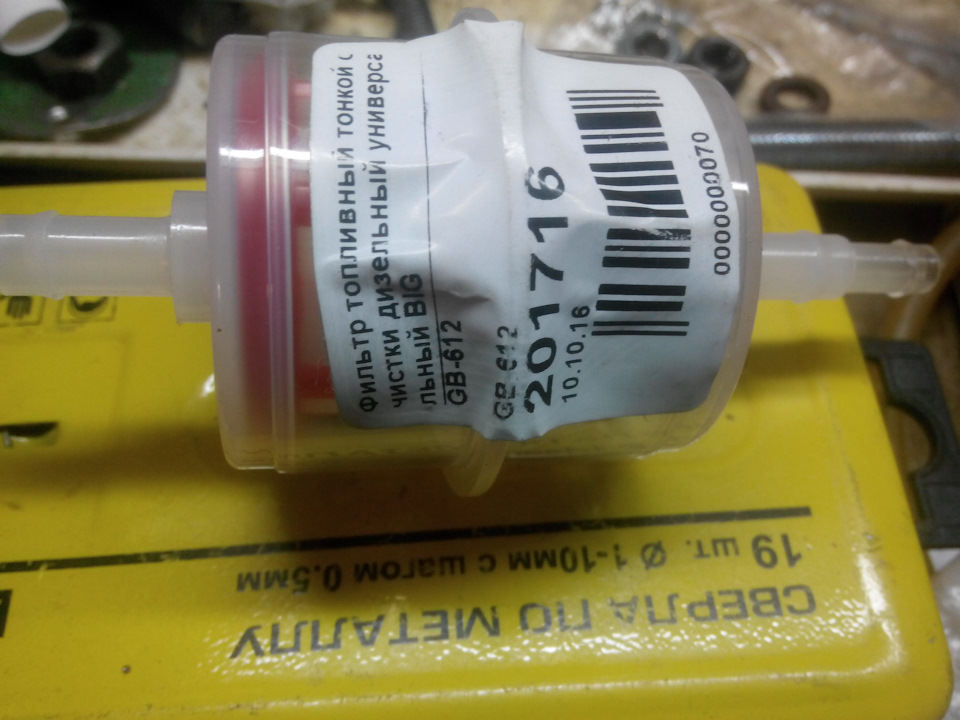 Фильтр топливный тонкой о
чистки дизельный универса
льный BIG
GB-612
GB-612
201716
10.10.16
0000000070
СВЕРЛА ПО МЕТАЛЛУ
19 шт. Ø 1-10мм с шагом 0.5мм